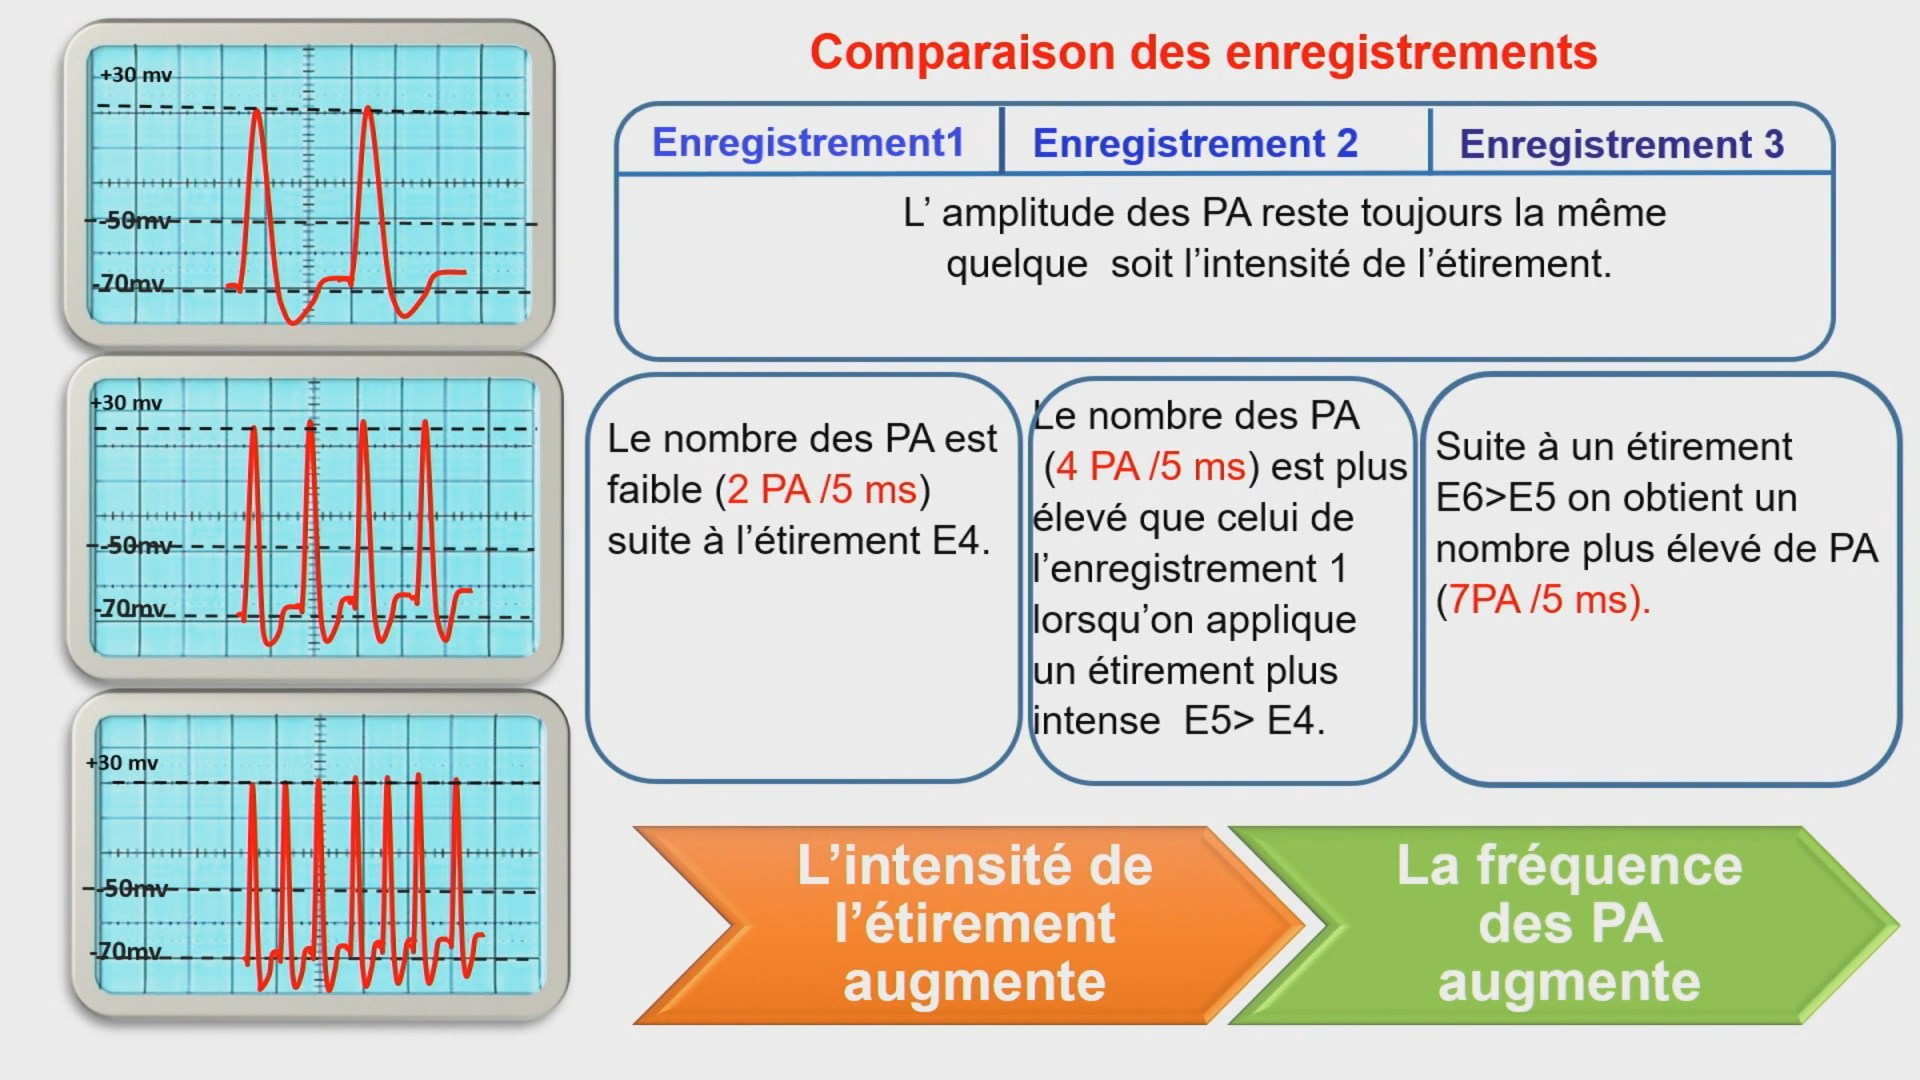 Comparaison des enregistrements
Enregistrement1
Enregistrement 2
Enregistrement 3
L’ amplitude des PA reste toujours la même
quelque soit l’intensité de l’étirement.
Le nombre des PA est
faible (2 PA /5 ms)
suite à l’étirement E4.
Le nombre des PA
(4 PA /5 ms) est plus
élevé que celui de
l’enregistrement 1
lorsqu’on applique
un étirement plus
intense E5> E4.
Suite à un étirement
E6>E5 on obtient un
nombre plus élevé de PA
(7PA /5 ms).
L’intensité de
l’étirement
augmente
La fréquence
des PA
augmente
+30 mv
-50mv
-70mv
+30 mv
-50mv
-70mv
+30 mv
-50mv
-70mv